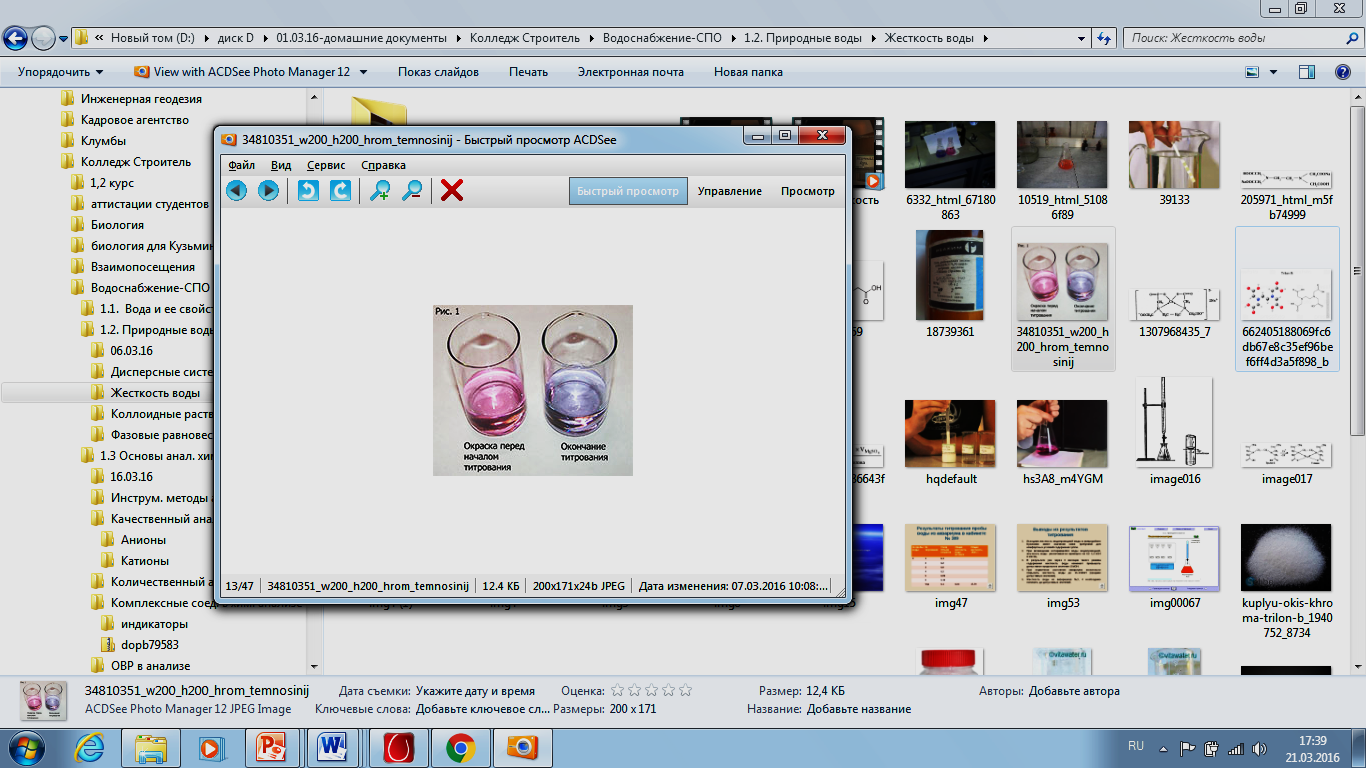 « Новый том (D:) ▸ диск D ▸ 01.03.16-домашние документы ▸ Колледж Строитель ▸ Водоснабжение-СПО ▸ 1.2. Природные воды ▸ Жесткость воды ▸
Поиск: Жесткость воды
Упорядочить
View with ACDSee Photo Manager 12
Показ слайдов
Печать
Электронная почта
Новая папка
Инженерная геодезия
Кадровое агентство
Клумбы
Колледж Строитель
1,2 курс
аттистации студентов
Биология
биология для Кузьмин
Взаимопосещения
Водоснабжение-СПО
1.1. Вода и ее свойст
1.2. Природные воды
06.03.16
Дисперсные систе
Жесткость воды
Коллоидные раств
Фазовые равновес
1.3 Основы анал. хим
16.03.16
Инструм. методы а
Качественный ана
Анионы
Катионы
Количественный а
индикаторы
dopb79583
ОВР в анализе
34810351_w200_h200_hrom_temnosinij - Быстрый просмотр ACDSee
Файл Вид Сервис Справка
Быстрый просмотр
Управление
Просмотр
Рис. 1
Окраска перед
началом
титрования
Окончание
титрования
13/47
34810351_w200_h200_hrom_temnosinij
12.4 КБ
200x171x24b JPEG
Дата изменения: 07.03.2016 10:08:...
6332_html_67180
863
10519_html_5108
6f89
39133
205971_html_m5f
b74999
18739361
34810351_w200_h
200_hrom_temno
sinij
1307968435_7
662405188069fc6
db67e8c35ef96be
f6ff4d3a5f898_b
hqdefault
hs3A8_m4YGM
image016
image017
img47
img53
img00067
kuplyu-okis-khro
ma-trilon-b_1940
752_8734
34810351_w200_h200_hrom_temnosinij
ACDSee Photo Manager 12 JPEG Image
Дата съемки: Укажите дату и время
Ключевые слова: Добавьте ключевое сл...
Оценка:
Размеры: 200 x 171
Размер: 12,4 КБ
Название: Добавьте название
Авторы: Добавьте автора
RU
17:39
21.03.2016